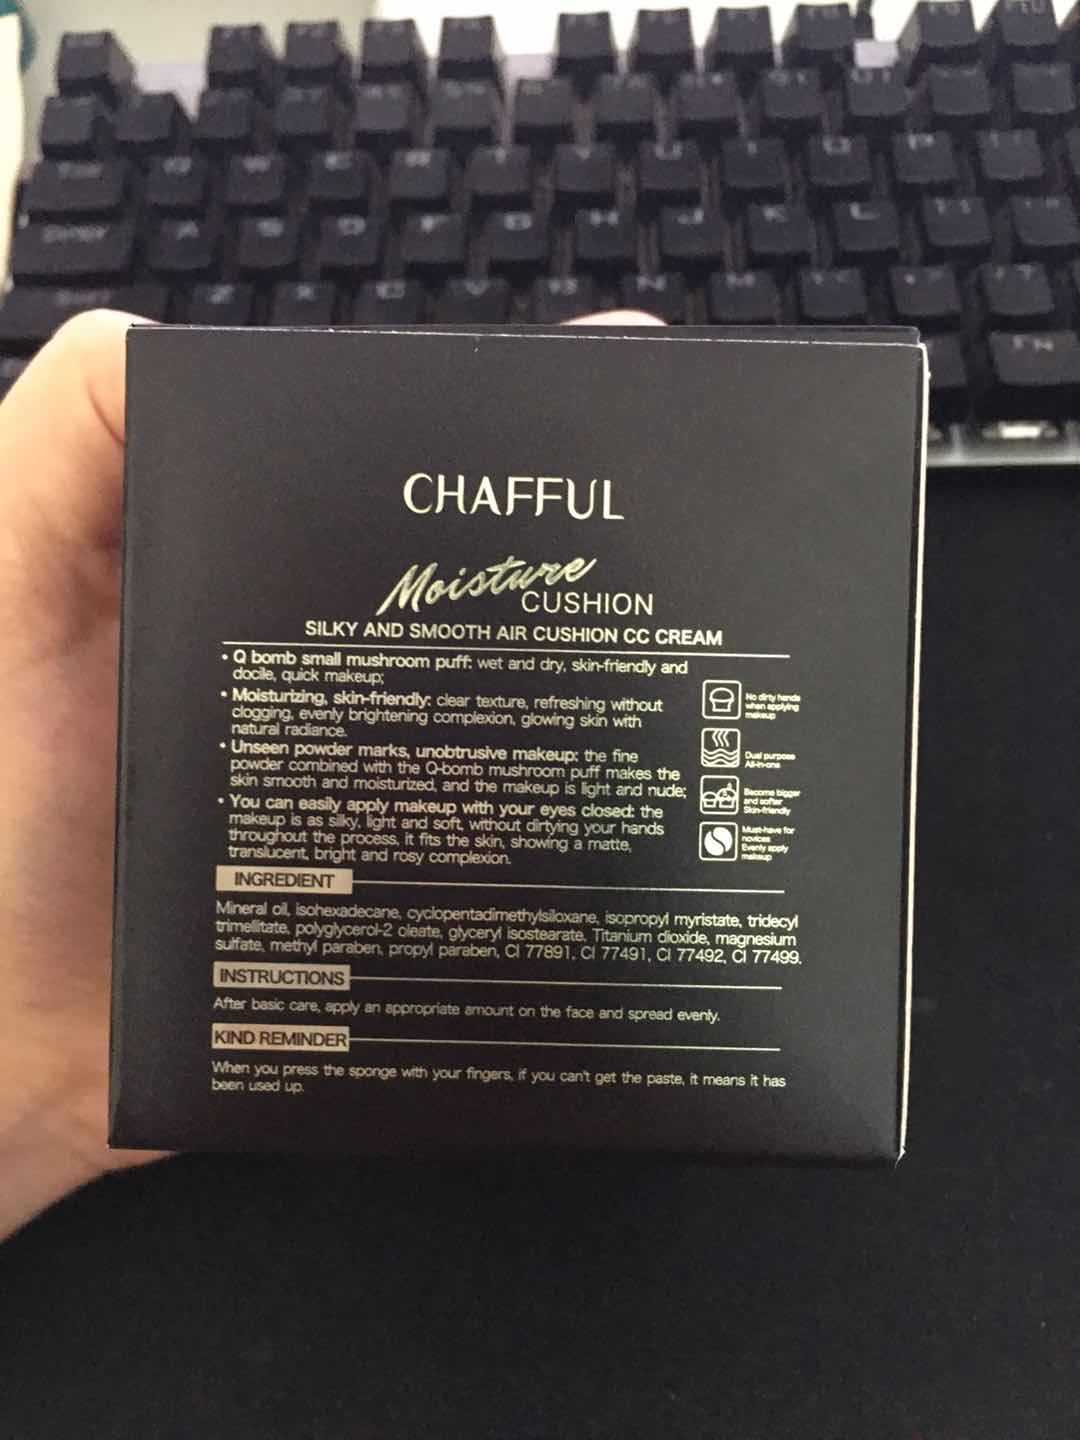 Q W E R T Y U I O P
A S D F G H J K L
Z X C V B N M
FN
CHAFFUL
Moisture
CUSHION
SILKY AND SMOOTH AIR CUSHION CC CREAM
• Q bomb small mushroom puff: wet and dry, skin-friendly and
docile, quick makeup;
• Moisturizing, skin-friendly: clear texture, refreshing without
clogging, evenly brightening complexion, glowing skin with
natural radiance.
• Unseen powder marks, unobtrusive makeup: the fine
powder combined with the Q-bomb mushroom puff makes the
skin smooth and moisturized, and the makeup is light and nude;
• You can easily apply makeup with your eyes closed: the
makeup is as silky, light and soft, without dirtying your hands
throughout the process, it fits the skin, showing a matte,
translucent, bright and rosy complexion.
No dirty hands
when applying
makeup
Dual purpose
All-in-ons
Become bigger
and softer
Skin-friendly
Must-have for
novices
Evenly apply
makeup
INGREDIENT
Mineral oil, isohexadecane, cyclopentadimethylsiloxane, isopropyl myristate, tridecyl
trimellitate, polyglycerol-2 oleate, glyceryl isostearate, Titanium dioxide, magnesium
sulfate, methyl paraben, propyl paraben, CI 77891, CI 77491, CI 77492, CI 77499.
INSTRUCTIONS
After basic care, apply an appropriate amount on the face and spread evenly.
KIND REMINDER
When you press the sponge with your fingers, if you can't get the paste, it means it has
been used up.